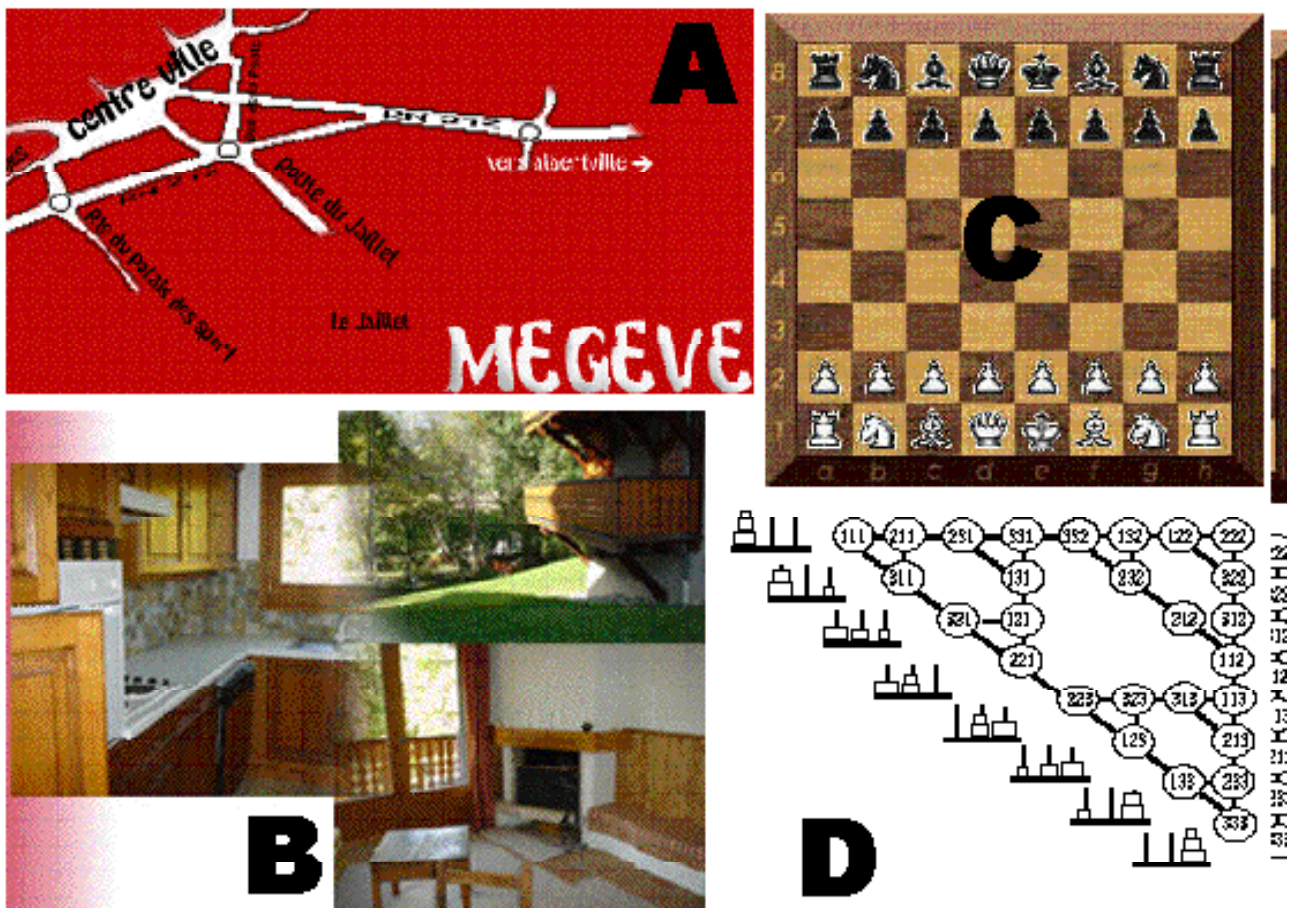 A
centre ville
vers albertville →
Route du Jaillet
Rte du palais des sport
le Jaillet
MEGEVE
8
7
6
5
4
3
2
1
a b c d e f g h
C
B
111 211 231 331 332 132 122 222
311 131 232 322
321 121 212 312
221 112
223 323 313 113
123 213
133 233
333
D